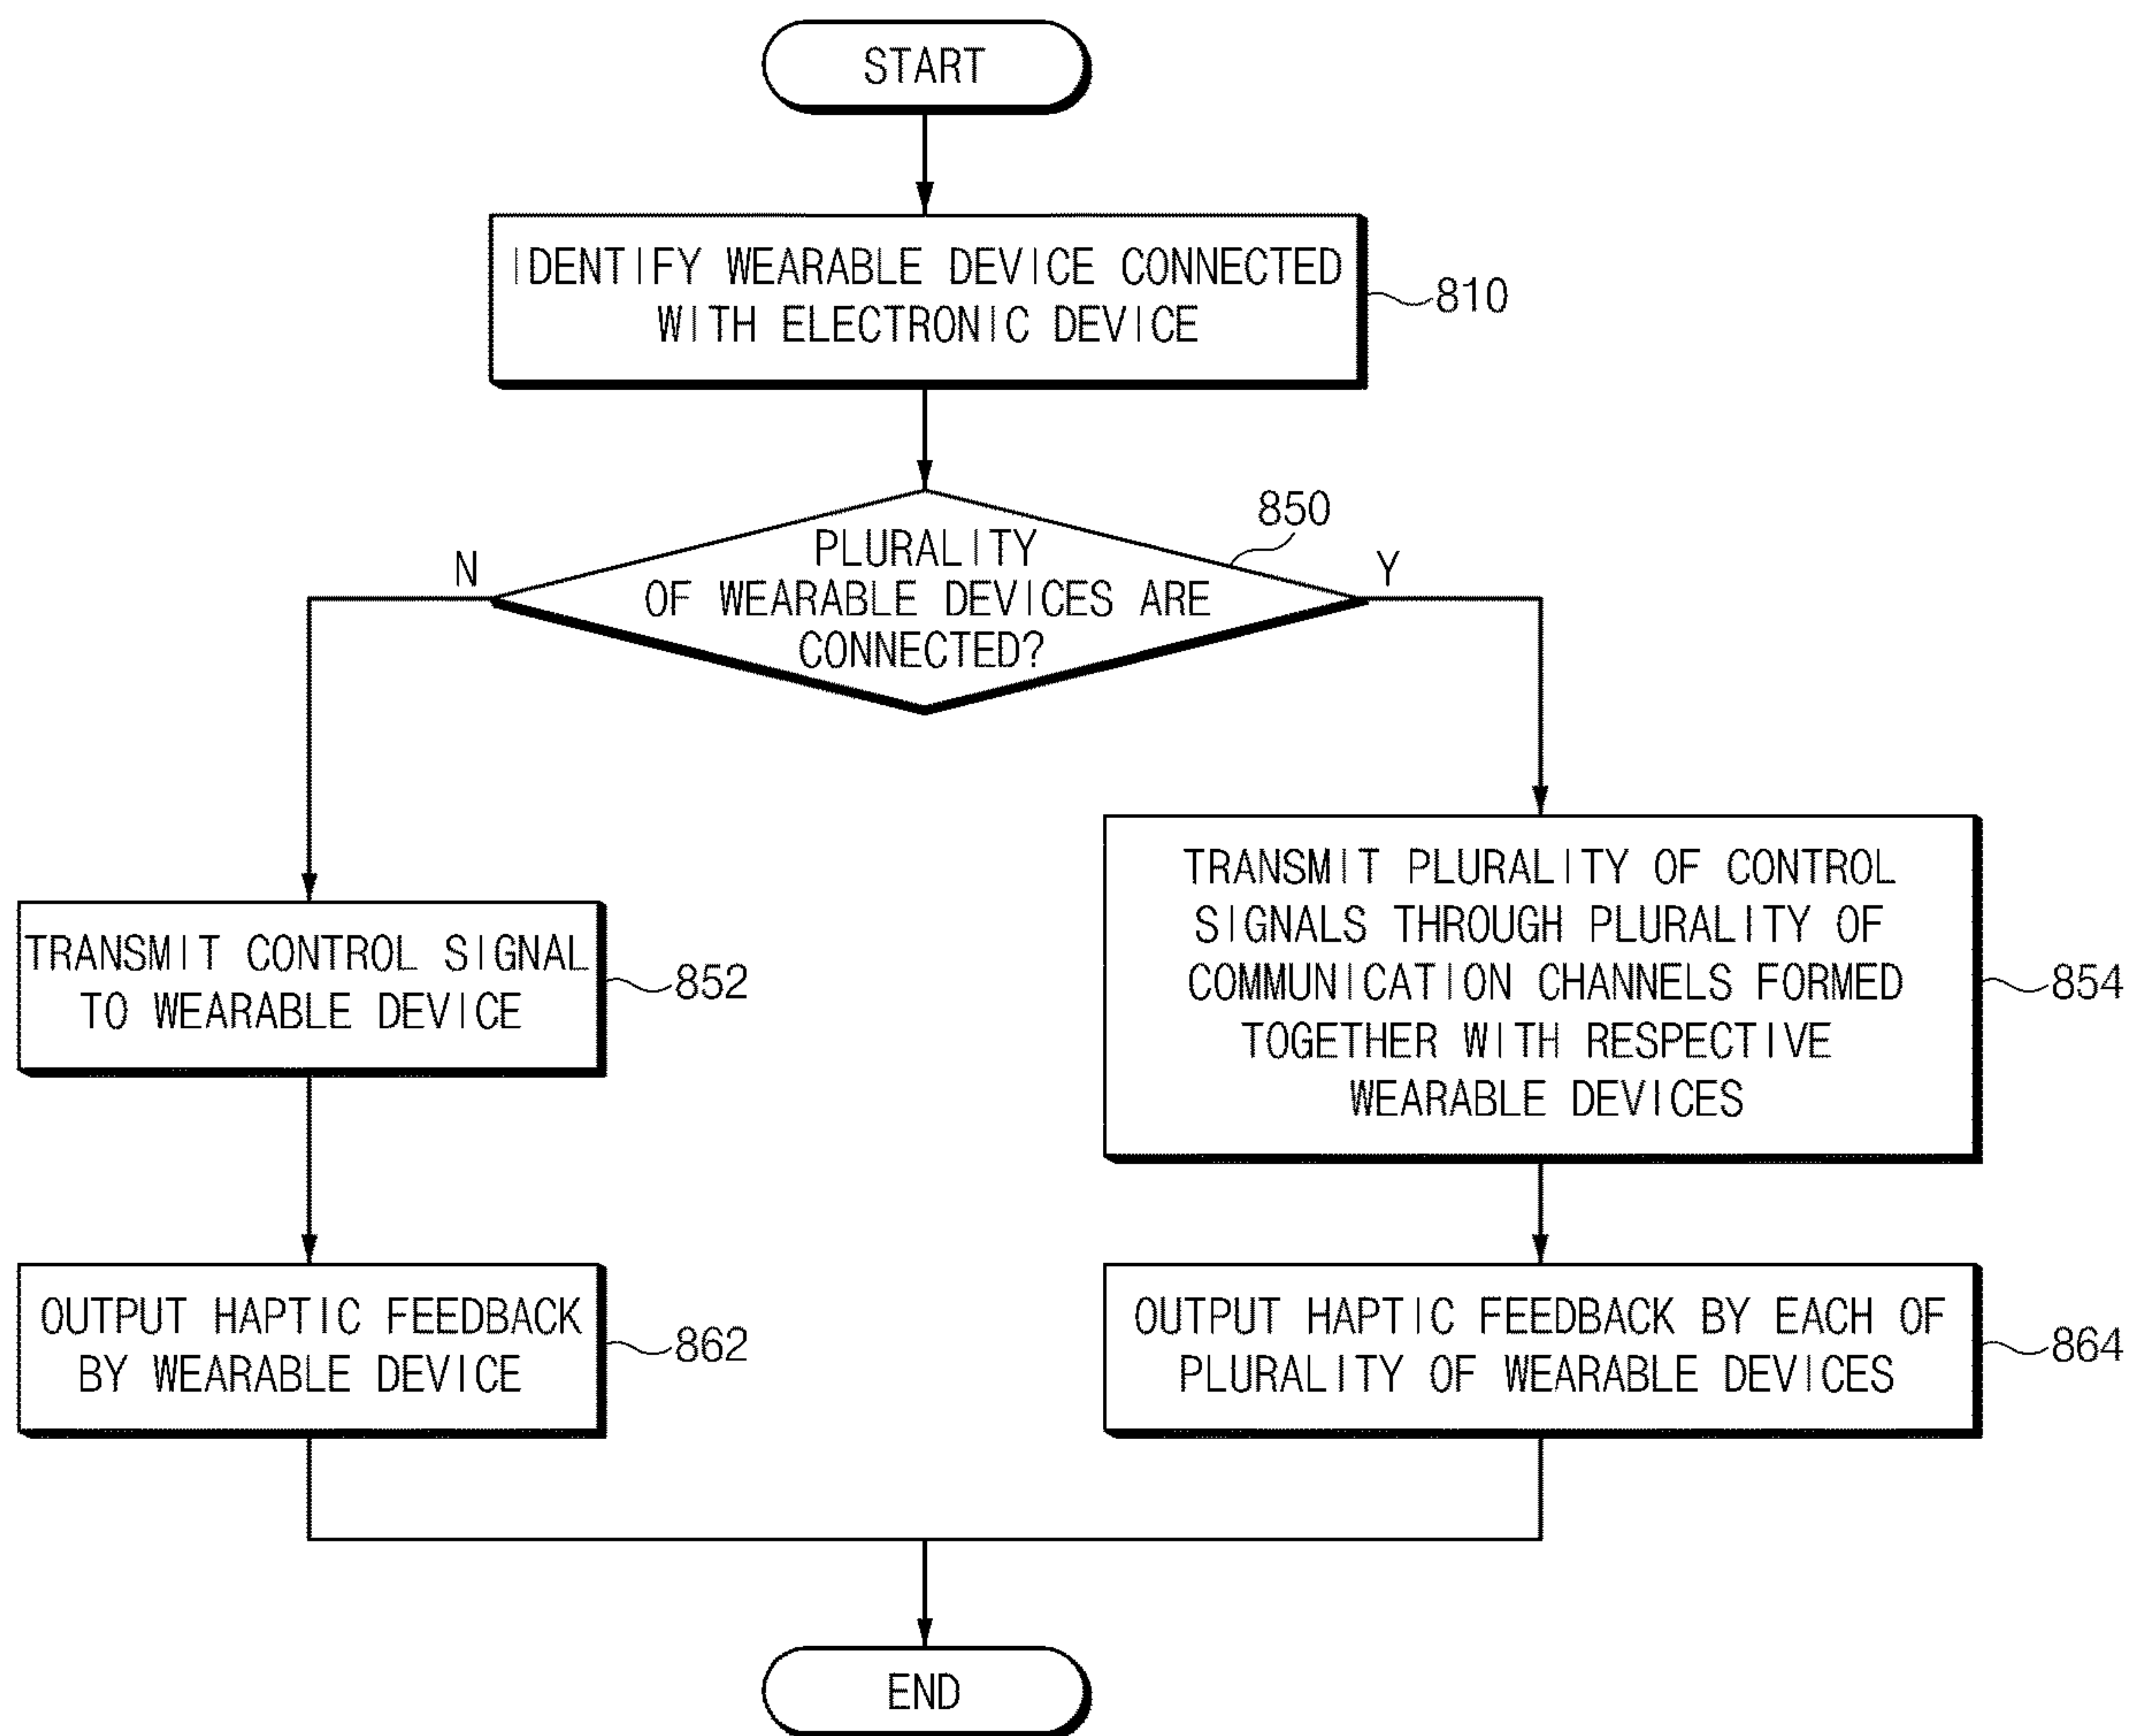 START
IDENTIFY WEARABLE DEVICE CONNECTED
WITH ELECTRONIC DEVICE
810
850
PLURALITY
OF WEARABLE DEVICES ARE
CONNECTED?
N
Y
TRANSMIT CONTROL SIGNAL
TO WEARABLE DEVICE
852
TRANSMIT PLURALITY OF CONTROL
SIGNALS THROUGH PLURALITY OF
COMMUNICATION CHANNELS FORMED
TOGETHER WITH RESPECTIVE
WEARABLE DEVICES
854
OUTPUT HAPTIC FEEDBACK
BY WEARABLE DEVICE
862
OUTPUT HAPTIC FEEDBACK BY EACH OF
PLURALITY OF WEARABLE DEVICES
864
END